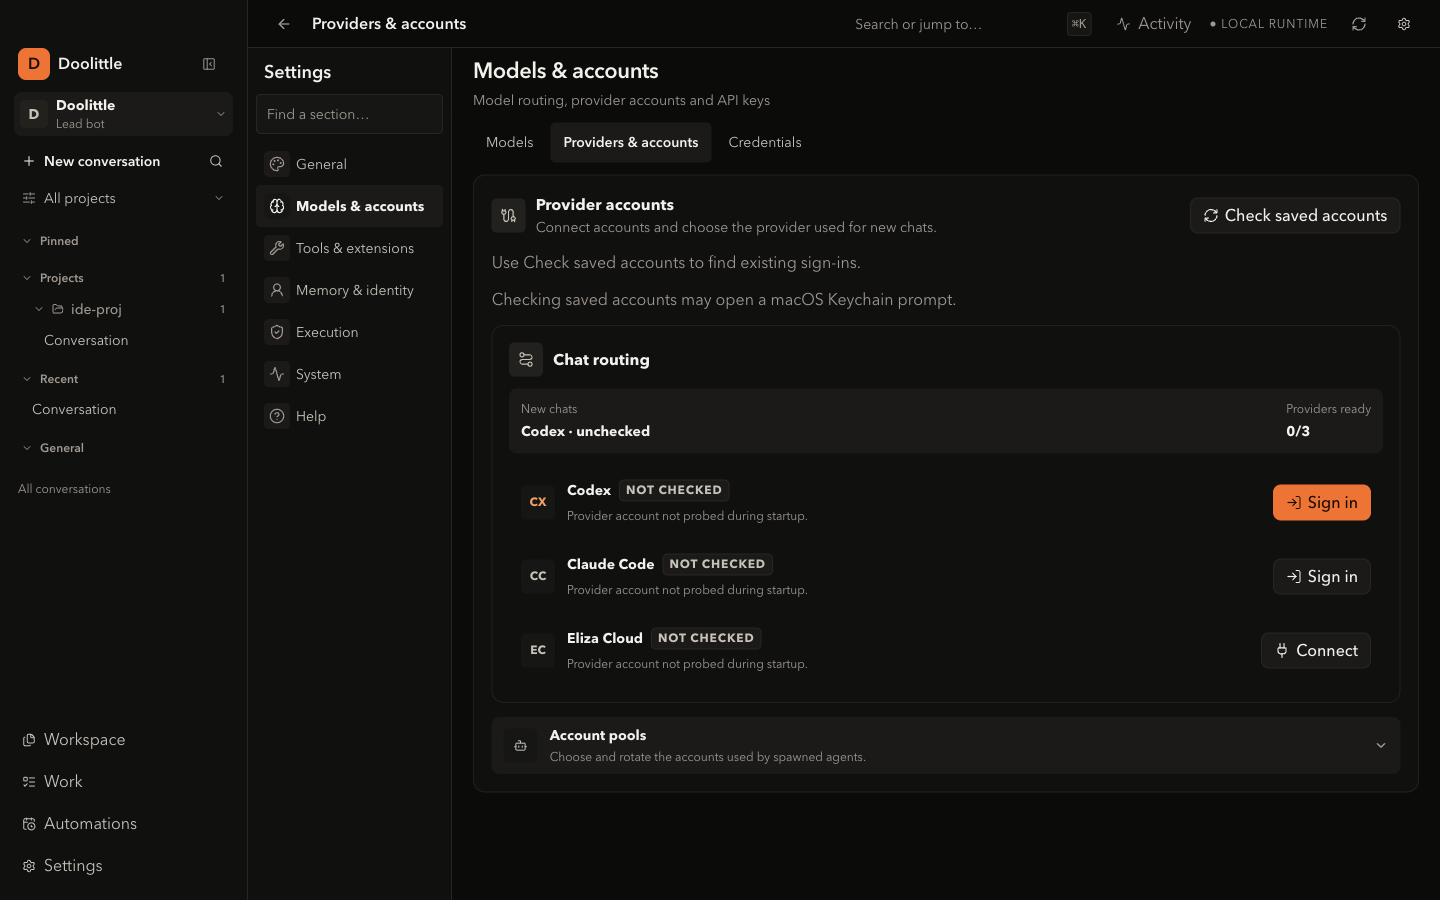 Providers & accounts
Search or jump to…
⌘K
Activity
LOCAL RUNTIME
D
Doolittle
D
Doolittle
Lead bot
New conversation
All projects
Pinned
Projects
1
ide-proj
1
Conversation
Recent
1
Conversation
General
All conversations
Workspace
Work
Automations
Settings
Settings
Find a section…
General
Models & accounts
Tools & extensions
Memory & identity
Execution
System
Help
Models & accounts
Model routing, provider accounts and API keys
Models
Providers & accounts
Credentials
Provider accounts
Connect accounts and choose the provider used for new chats.
Check saved accounts
Use Check saved accounts to find existing sign-ins.
Checking saved accounts may open a macOS Keychain prompt.
Chat routing
New chats
Codex · unchecked
Providers ready
0/3
CX
Codex
NOT CHECKED
Provider account not probed during startup.
Sign in
CC
Claude Code
NOT CHECKED
Provider account not probed during startup.
Sign in
EC
Eliza Cloud
NOT CHECKED
Provider account not probed during startup.
Connect
Account pools
Choose and rotate the accounts used by spawned agents.